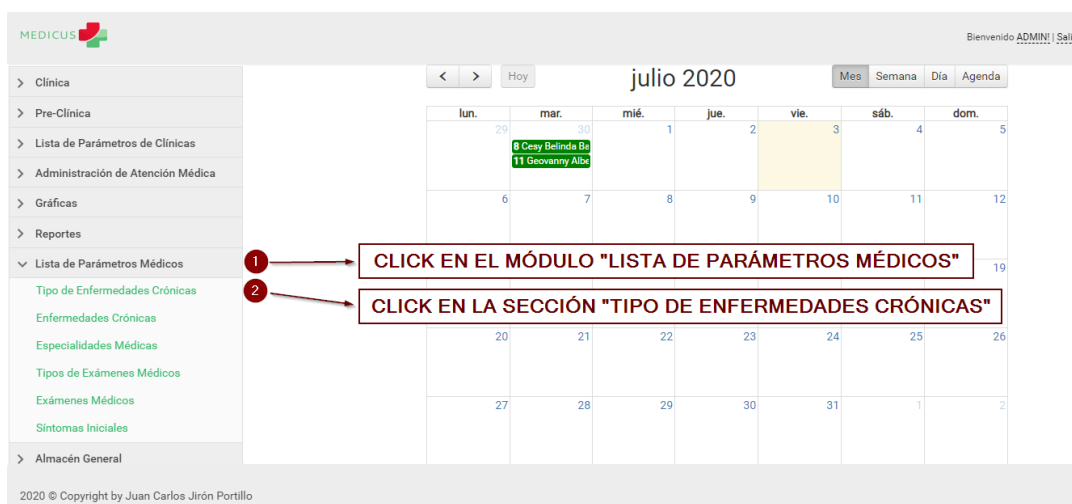 MEDICUS
Bienvenido ADMIN! | Sali
Clínica
Pre-Clínica
Lista de Parámetros de Clínicas
Administración de Atención Médica
Gráficas
Reportes
Lista de Parámetros Médicos
Tipo de Enfermedades Crónicas
Enfermedades Crónicas
Especialidades Médicas
Tipos de Exámenes Médicos
Exámenes Médicos
Síntomas Iniciales
Almacén General
Hoy
julio 2020
Mes Semana Día Agenda
lun. mar. mié. jue. vie. sáb. dom.
29 30 1 2 3 4 5
8 Cesy Belinda Ba
11 Geovanny Albe
6 7 8 9 10 11 12
1 CLICK EN EL MÓDULO "LISTA DE PARÁMETROS MÉDICOS"
19
2 CLICK EN LA SECCIÓN "TIPO DE ENFERMEDADES CRÓNICAS"
20 21 22 23 24 25 26
27 28 29 30 31 1 2
2020 © Copyright by Juan Carlos Jirón Portillo